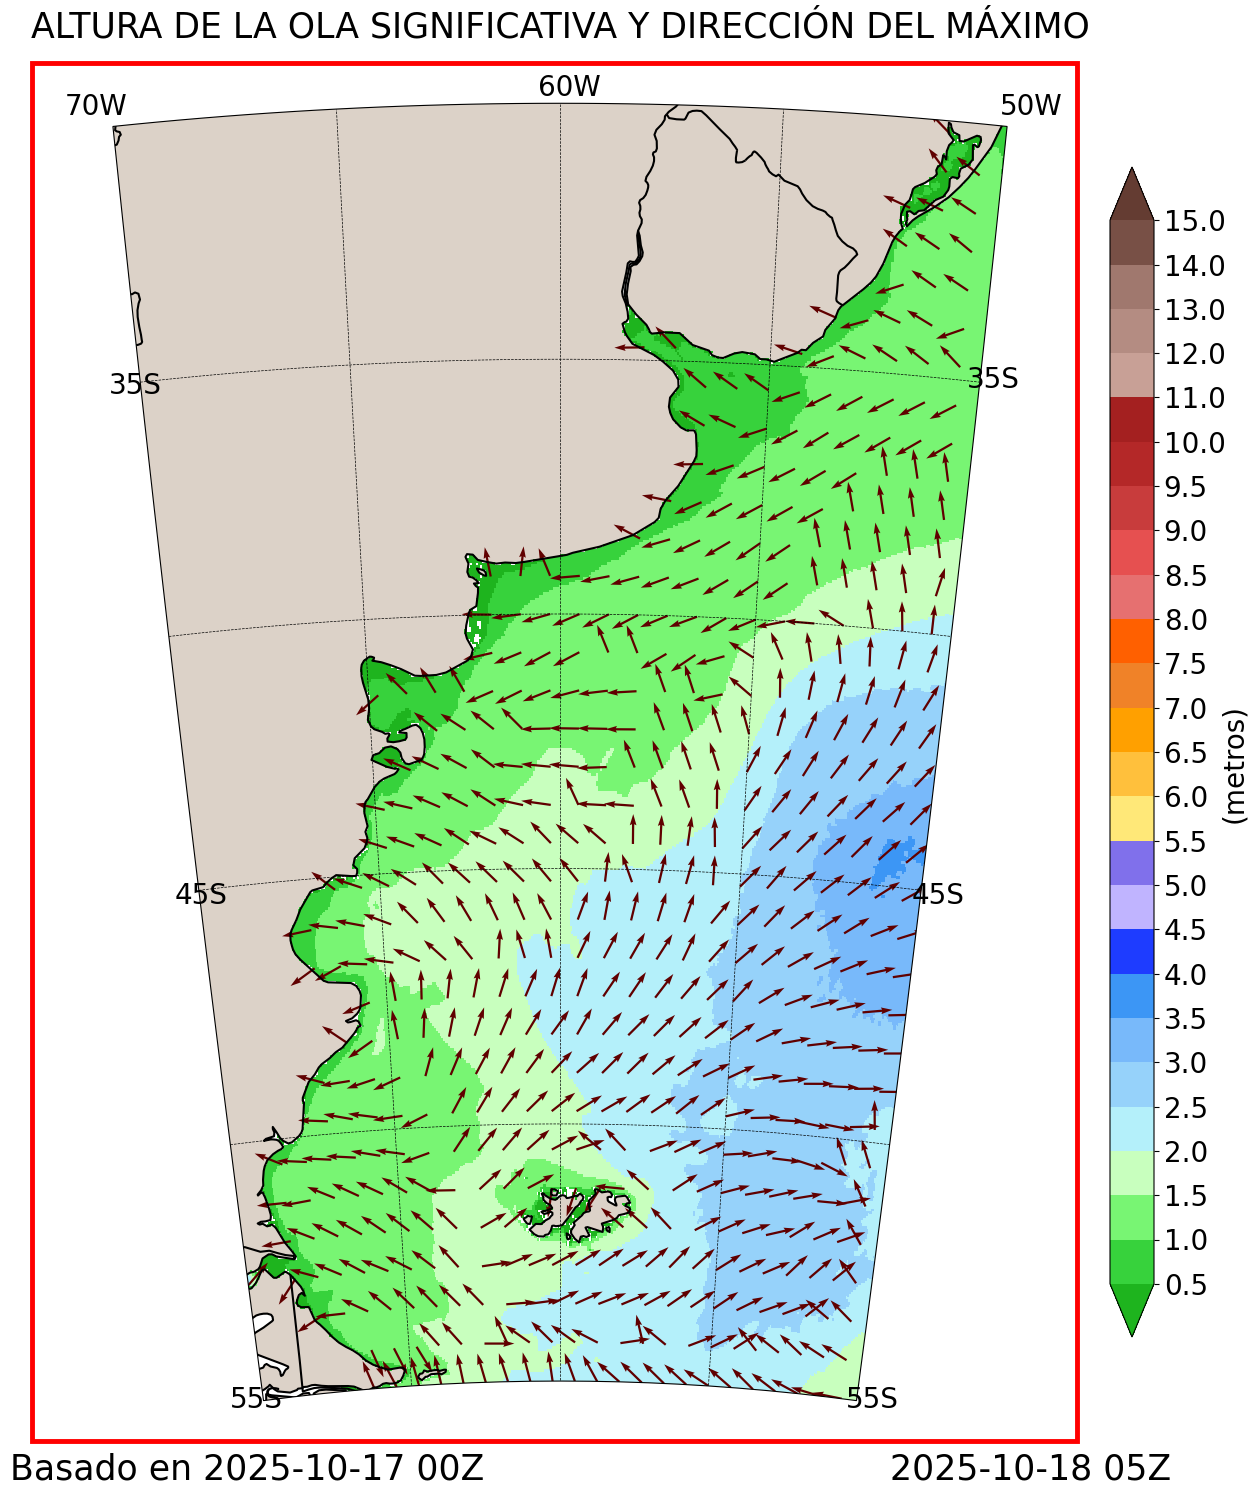 ALTURA DE LA OLA SIGNIFICATIVA Y DIRECCIÓN DEL MÁXIMO
70W
60W
50W
35S
35S
45S
45S
55S
55S
15.0
14.0
13.0
12.0
11.0
10.0
9.5
9.0
8.5
8.0
7.5
7.0
6.5
6.0
5.5
5.0
4.5
4.0
3.5
3.0
2.5
2.0
1.5
1.0
0.5
(metros)
Basado en 2025-10-17 00Z
2025-10-18 05Z